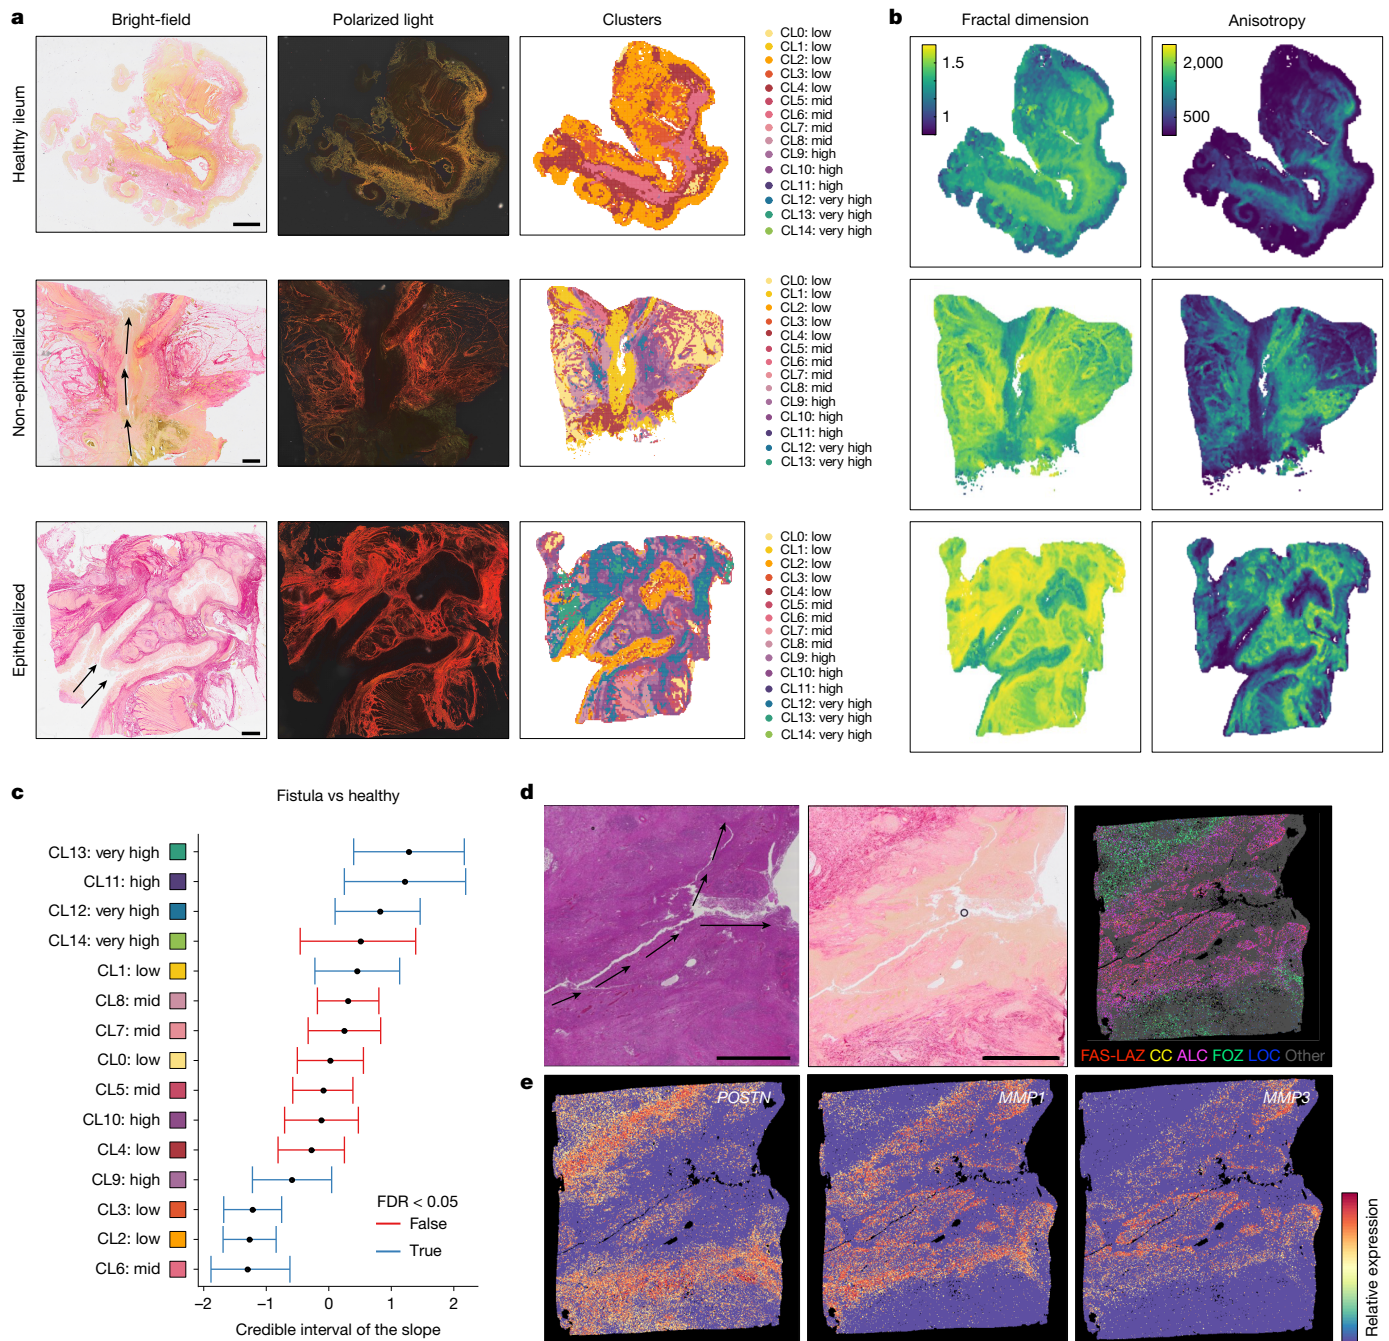 a
Bright-field
Polarized light
Clusters
Healthy ileum
CL0: low
CL1: low
CL2: low
CL3: low
CL4: low
CL5: mid
CL6: mid
CL7: mid
CL8: mid
CL9: high
CL10: high
CL11: high
CL12: very high
CL13: very high
CL14: very high
Non-epithelialized
CL0: low
CL1: low
CL2: low
CL3: low
CL4: low
CL5: mid
CL6: mid
CL7: mid
CL8: mid
CL9: high
CL10: high
CL11: high
CL12: very high
CL13: very high
Epithelialized
CL0: low
CL1: low
CL2: low
CL3: low
CL4: low
CL5: mid
CL6: mid
CL7: mid
CL8: mid
CL9: high
CL10: high
CL11: high
CL12: very high
CL13: very high
CL14: very high
b
Fractal dimension
Anisotropy
1.5
1
2,000
500
c
Fistula vs healthy
CL13: very high
CL11: high
CL12: very high
CL14: very high
CL1: low
CL8: mid
CL7: mid
CL0: low
CL5: mid
CL10: high
CL4: low
CL9: high
CL3: low
CL2: low
CL6: mid
FDR < 0.05
False
True
−2 −1 0 1 2
Credible interval of the slope
d
FAS-LAZ CC ALC FOZ LOC Other
e
POSTN
MMP1
MMP3
Relative expression